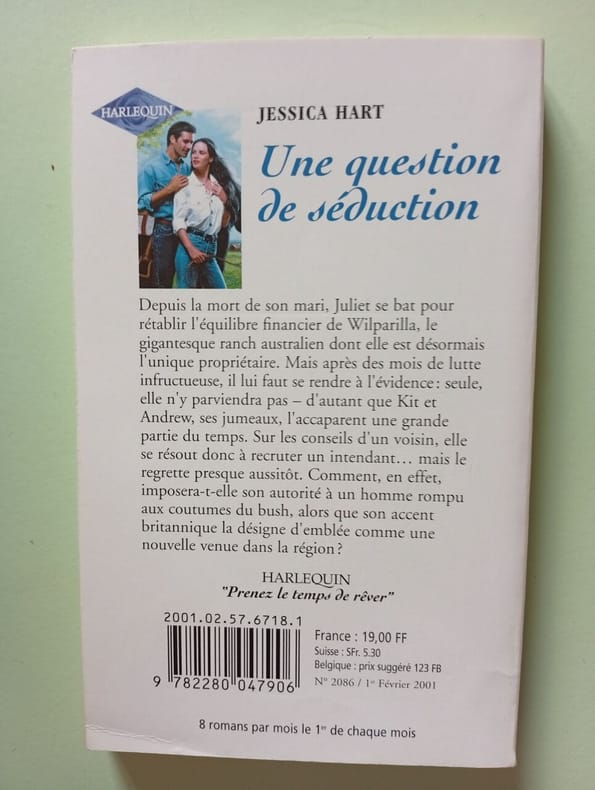 HARLEQUIN
JESSICA HART
Une question
de séduction
Depuis la mort de son mari, Juliet se bat pour
rétablir l'équilibre financier de Wilparilla, le
gigantesque ranch australien dont elle est désormais
l'unique propriétaire. Mais après des mois de lutte
infructueuse, il lui faut se rendre à l'évidence : seule,
elle n'y parviendra pas – d'autant que Kit et
Andrew, ses jumeaux, l'accaparent une grande
partie du temps. Sur les conseils d'un voisin, elle
se résout donc à recruter un intendant… mais le
regrette presque aussitôt. Comment, en effet,
imposera-t-elle son autorité à un homme rompu
aux coutumes du bush, alors que son accent
britannique la désigne d'emblée comme une
nouvelle venue dans la région ?
HARLEQUIN
"Prenez le temps de rêver"
2001.02.57.6718.1
9 782280 047906
France : 19,00 FF
Suisse : SFr. 5.30
Belgique : prix suggéré 123 FB
N° 2086 / 1er Février 2001
8 romans par mois le 1er de chaque mois